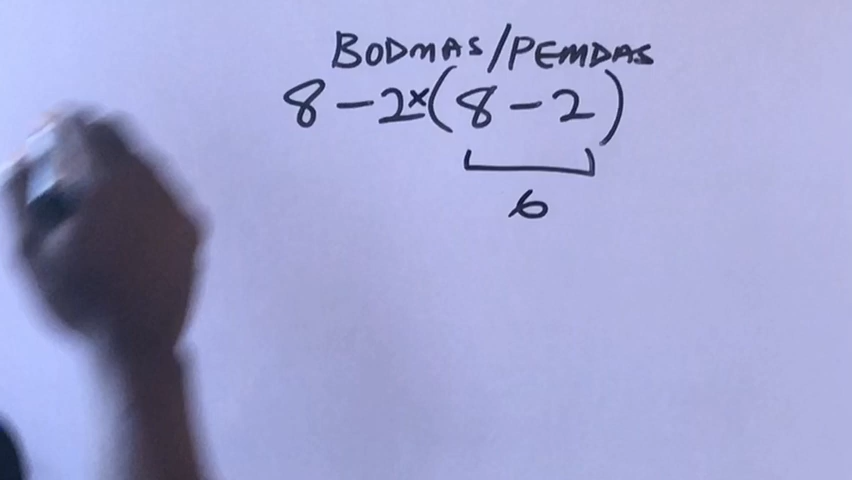 BODMAS/PEMDAS
8 - 2×(8 - 2)
6